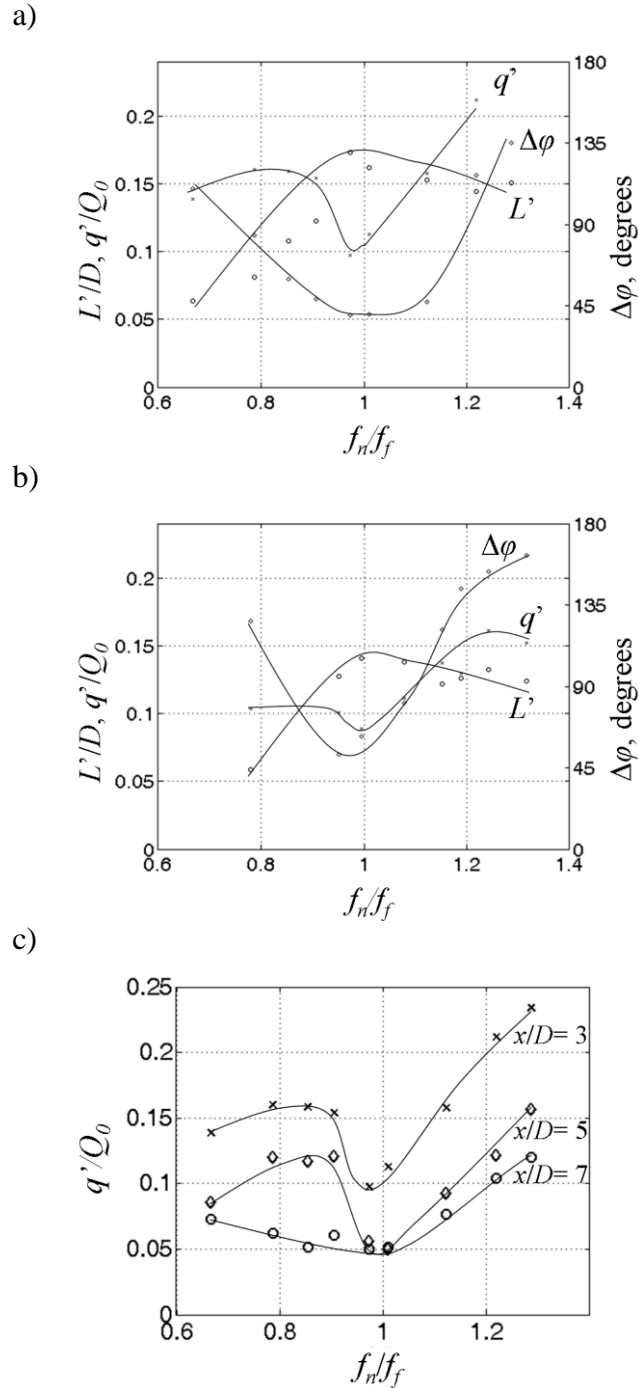 a)
L’/D, q’/Q0
0.2
0.15
0.1
0.05
0
180
135
90
45
0
Δφ, degrees
q’
Δφ
L’
0.6
0.8
1
1.2
1.4
fn/ff
b)
L’/D, q’/Q0
0.2
0.15
0.1
0.05
0
180
135
90
45
0
Δφ, degrees
Δφ
q’
L’
0.6
0.8
1
1.2
1.4
fn/ff
c)
q’/Q0
0.25
0.2
0.15
0.1
0.05
0
x/D= 3
x/D= 5
x/D= 7
0.6
0.8
1
1.2
fn/ff